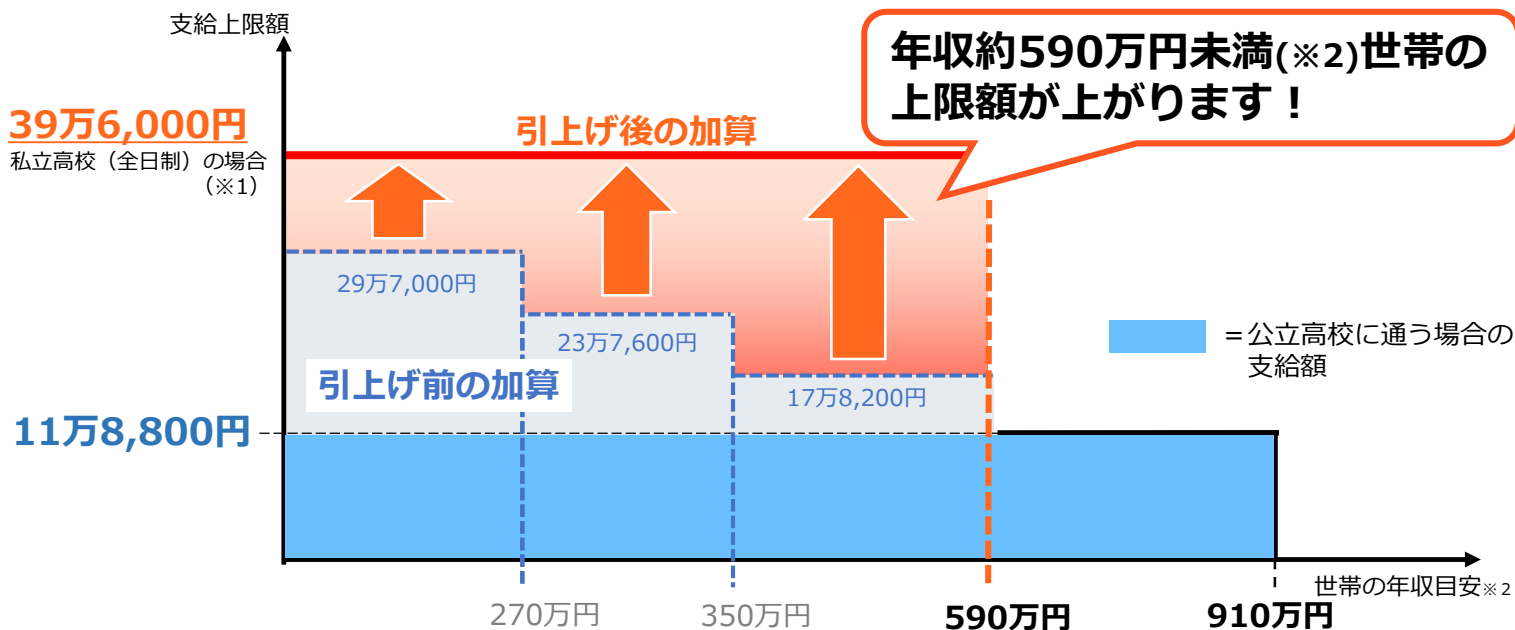 支給上限額
年収約590万円未満(※2)世帯の
上限額が上がります！
39万6,000円
私立高校（全日制）の場合
（※1）
引上げ後の加算
29万7,000円
23万7,600円
17万8,200円
引上げ前の加算
＝公立高校に通う場合の
支給額
11万8,800円
世帯の年収目安※2
270万円
350万円
590万円
910万円